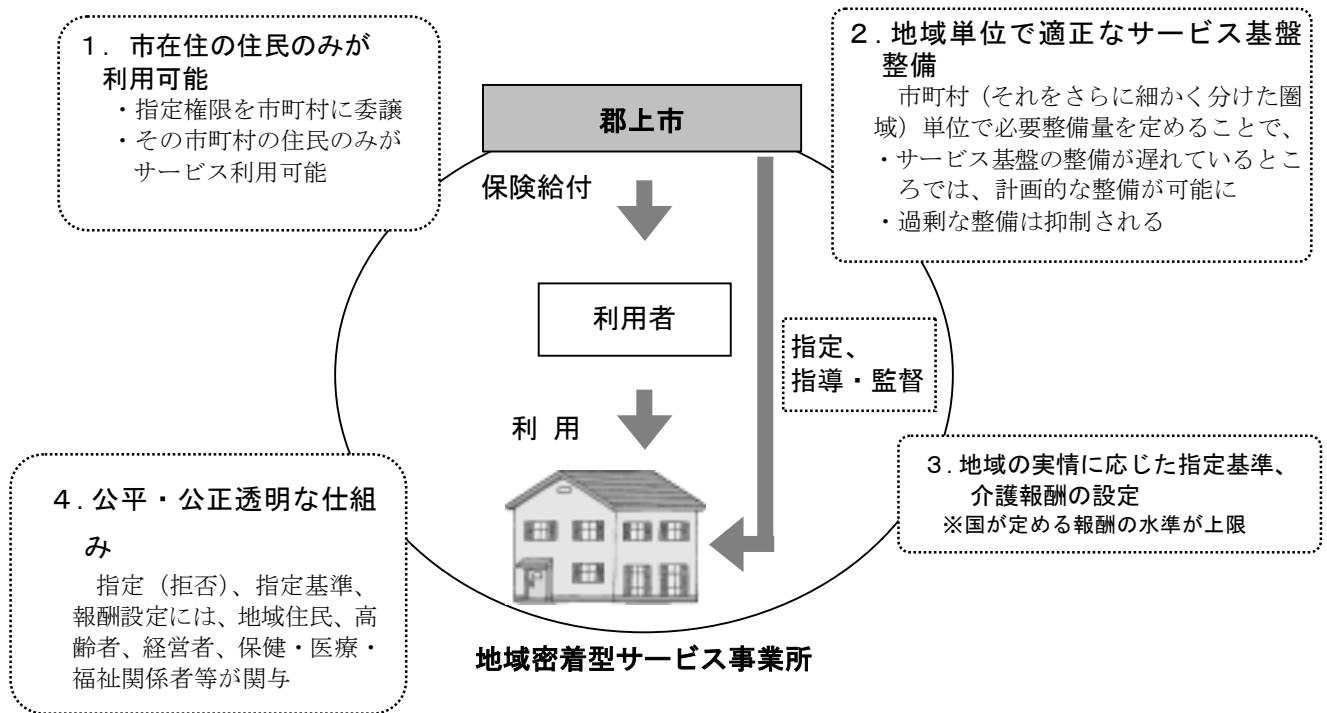 1．市在住の住民のみが
利用可能
・指定権限を市町村に委譲
・その市町村の住民のみが
サービス利用可能
2．地域単位で適正なサービス基盤
整備
市町村（それをさらに細かく分けた圏
域）単位で必要整備量を定めることで、
・サービス基盤の整備が遅れているとこ
ろでは、計画的な整備が可能に
・過剰な整備は抑制される
郡上市
保険給付
利用者
指定、
指導・監督
利 用
3．地域の実情に応じた指定基準、
介護報酬の設定
※国が定める報酬の水準が上限
4．公平・公正透明な仕組
み
指定（拒否）、指定基準、
報酬設定には、地域住民、高
齢者、経営者、保健・医療・
福祉関係者等が関与
地域密着型サービス事業所